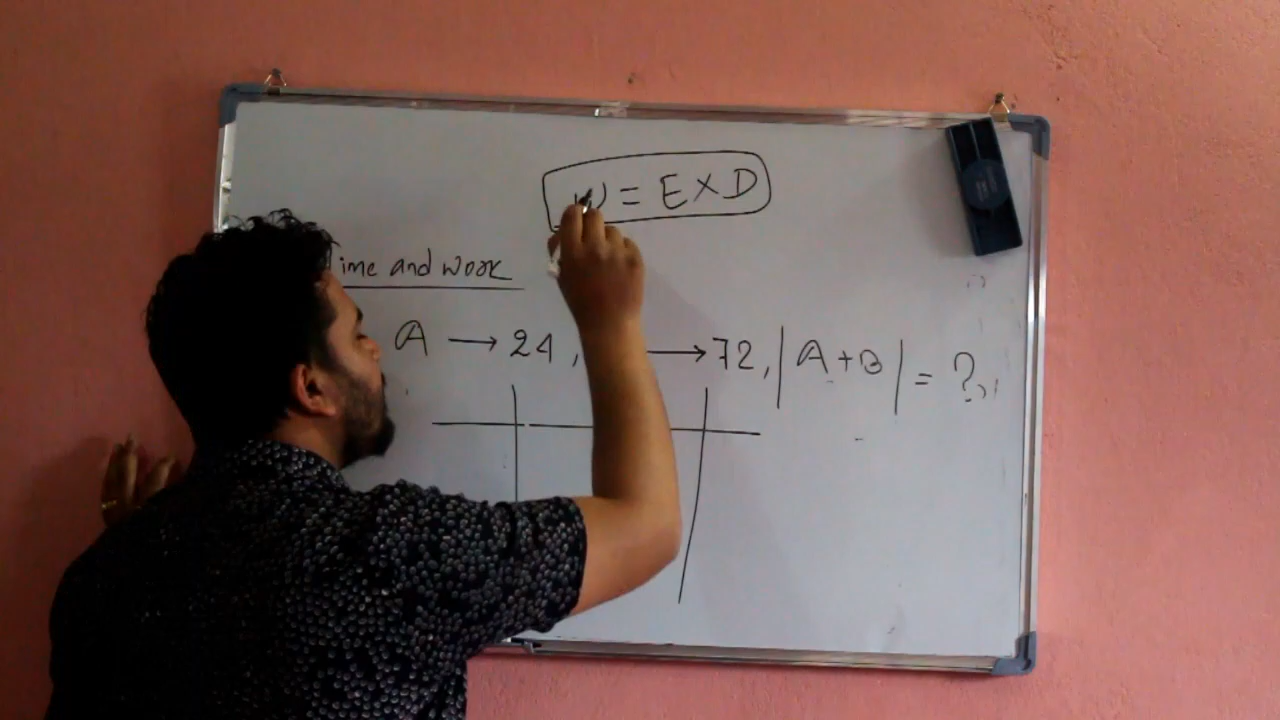 W = E X D
ime and work
A → 24, → 72, | A + B | = ?